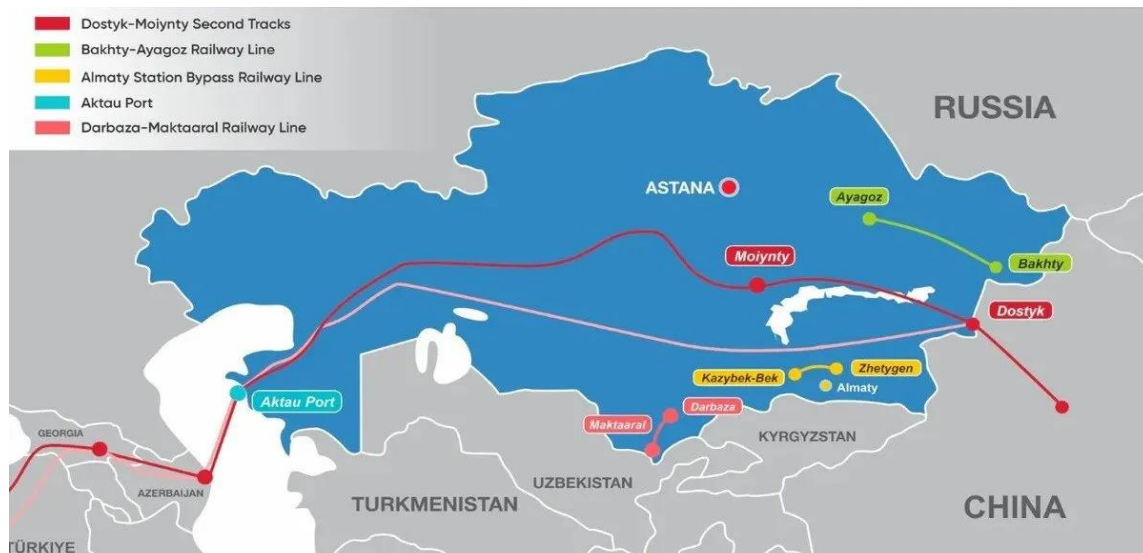 Dostyk-Moiynty Second Tracks
Bakhty-Ayagoz Railway Line
Almaty Station Bypass Railway Line
Aktau Port
Darbaza-Maktaaral Railway Line
RUSSIA
ASTANA
Ayagoz
Moiynty
Bakhty
Dostyk
Kazybek-Bek
Zhetygen
Almaty
Aktau Port
Darbaza
Maktaaral
GEORGIA
KYRGYZSTAN
UZBEKISTAN
AZERBAIJAN
TURKMENISTAN
CHINA
TÜRKIYE